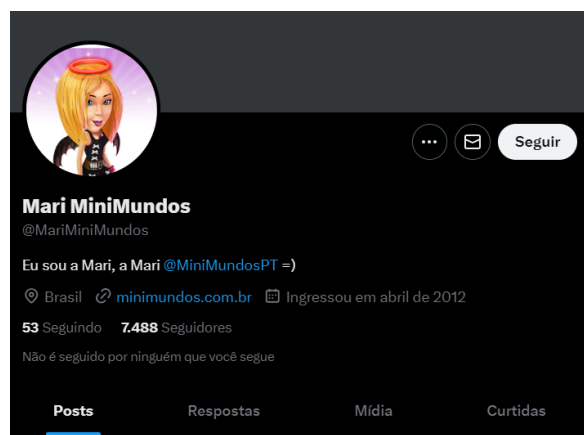 Seguir
Mari MiniMundos
@MariMiniMundos
Eu sou a Mari, a Mari @MiniMundosPT =)
Brasil minimundos.com.br Ingressou em abril de 2012
53 Seguindo 7.488 Seguidores
Não é seguido por ninguém que você segue
Posts Respostas Mídia Curtidas